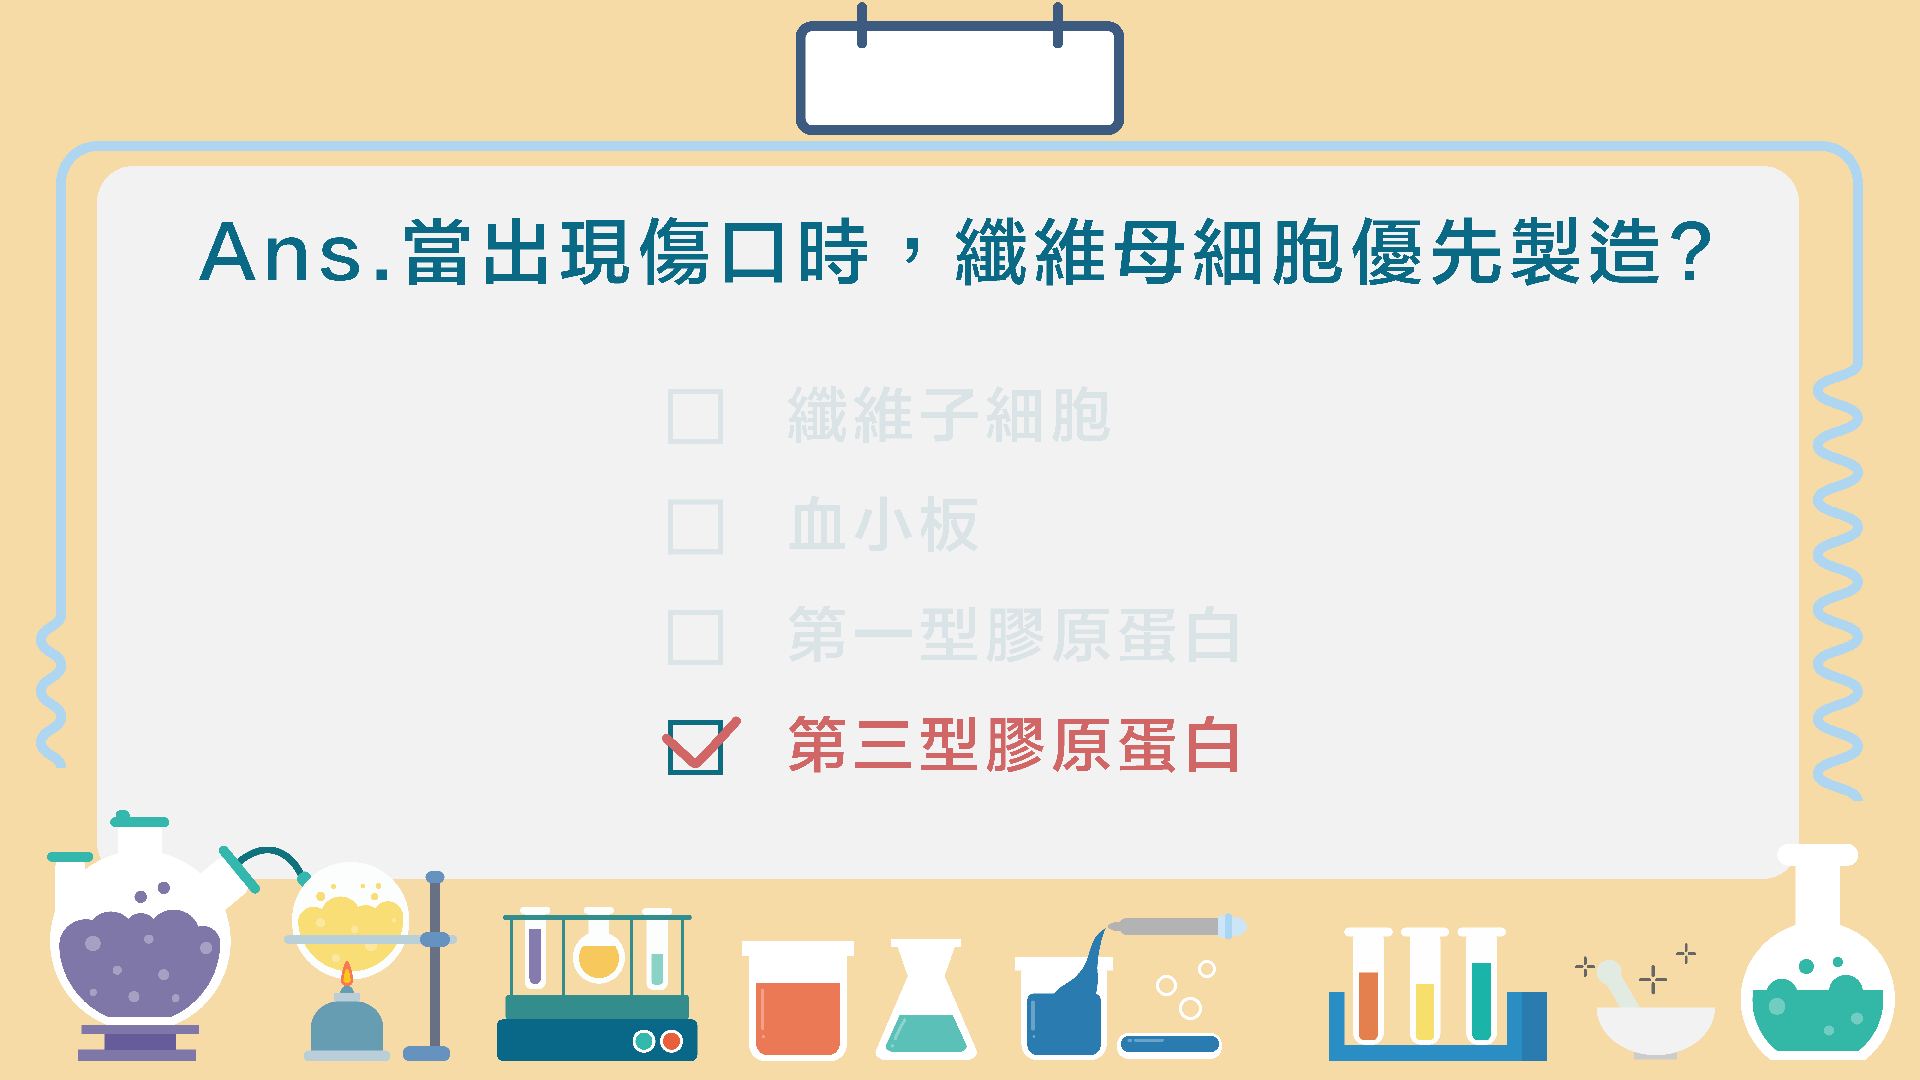 Ans.當出現傷口時，纖維母細胞優先製造?
纖維子細胞
血小板
第一型膠原蛋白
第三型膠原蛋白